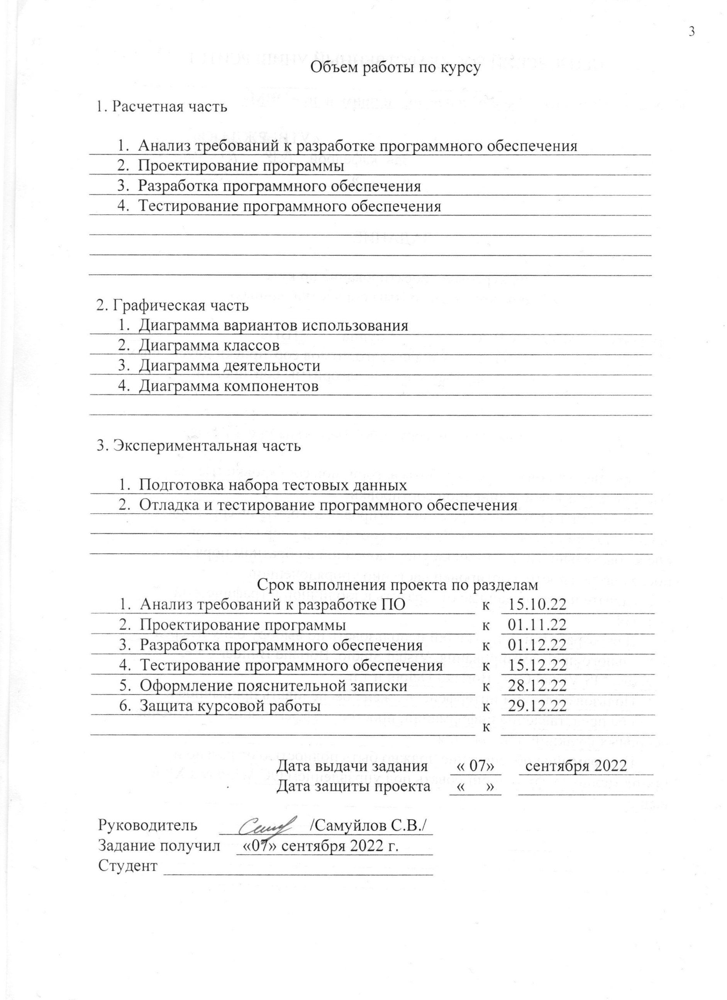 3
Объем работы по курсу
1. Расчетная часть
1. Анализ требований к разработке программного обеспечения
2. Проектирование программы
3. Разработка программного обеспечения
4. Тестирование программного обеспечения
2. Графическая часть
1. Диаграмма вариантов использования
2. Диаграмма классов
3. Диаграмма деятельности
4. Диаграмма компонентов
3. Экспериментальная часть
1. Подготовка набора тестовых данных
2. Отладка и тестирование программного обеспечения
Срок выполнения проекта по разделам
1. Анализ требований к разработке ПО к 15.10.22
2. Проектирование программы к 01.11.22
3. Разработка программного обеспечения к 01.12.22
4. Тестирование программного обеспечения к 15.12.22
5. Оформление пояснительной записки к 28.12.22
6. Защита курсовой работы к 29.12.22
к
Дата выдачи задания « 07» сентября 2022
Дата защиты проекта « »
Руководитель /Самуйлов С.В./
Задание получил «07» сентября 2022 г.
Студент